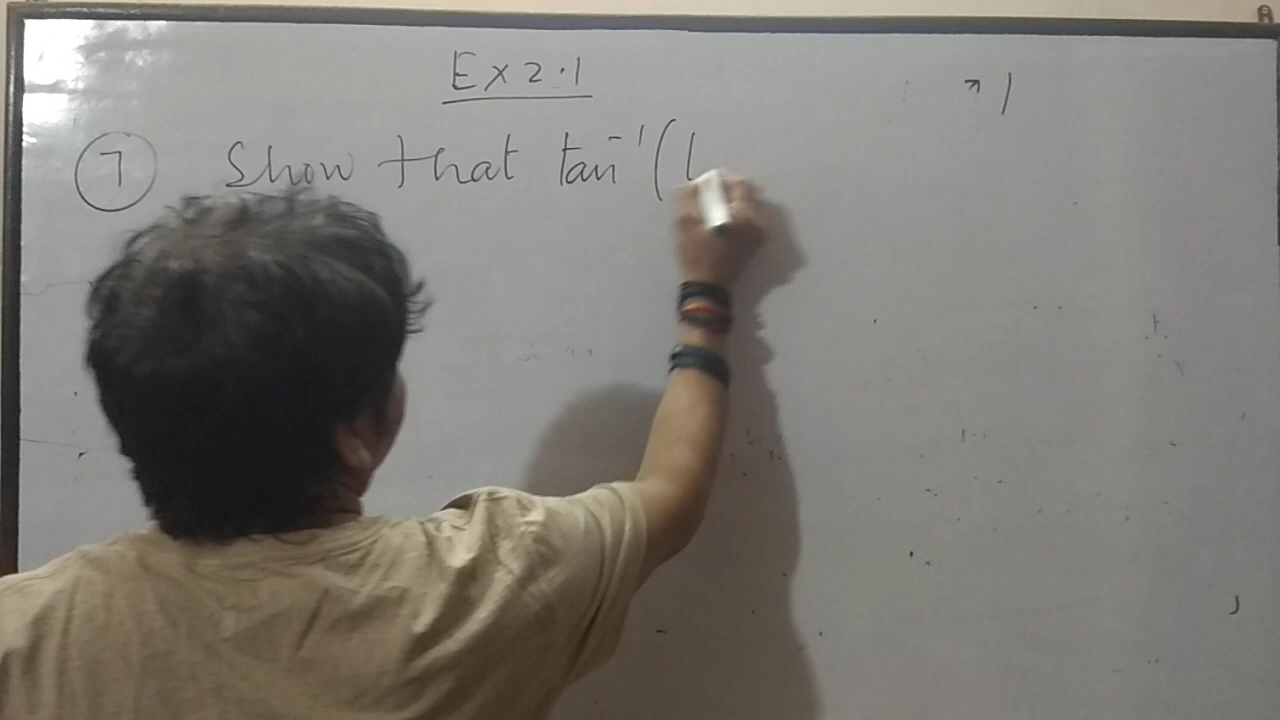 Ex 2.1
7 Show that tan⁻¹(